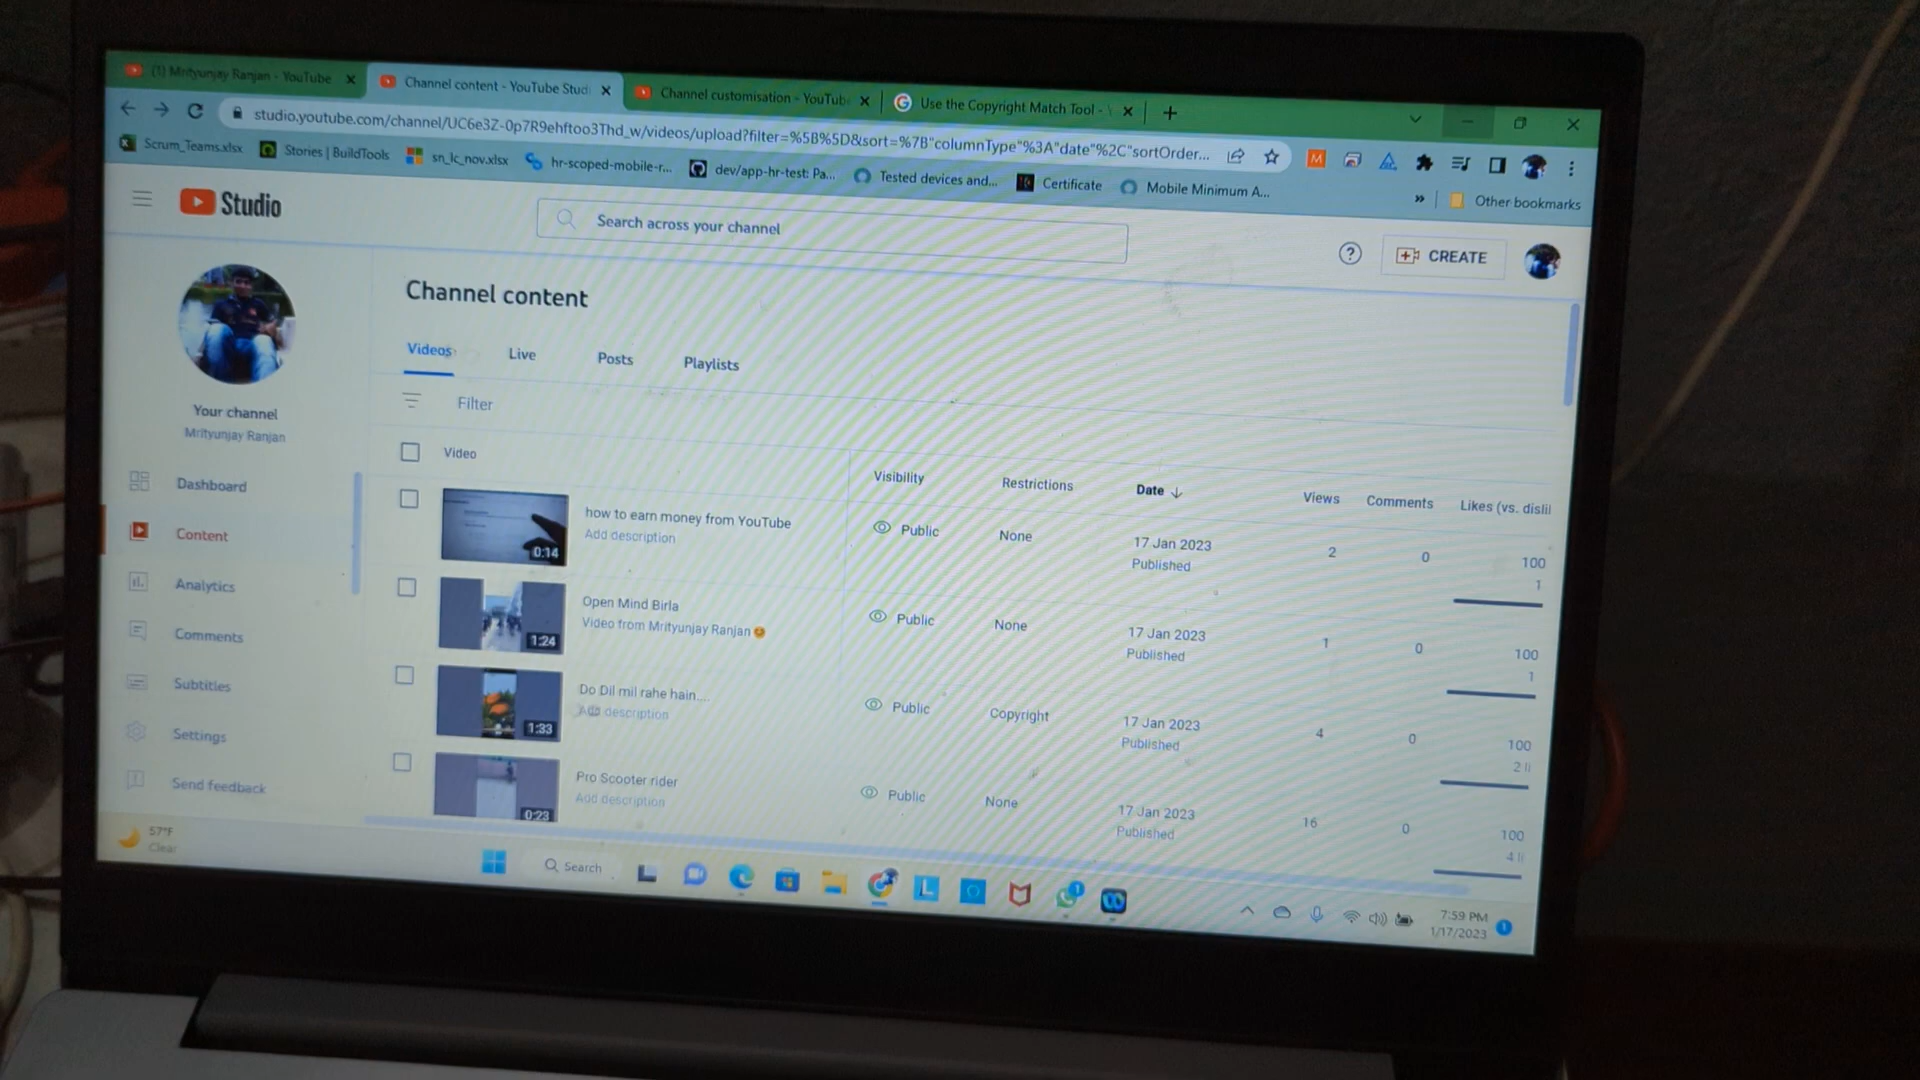 (1) Mrityunjay Ranjan - YouTube
Channel content - YouTube Stud
Channel customisation - YouTub
Use the Copyright Match Tool - Y
studio.youtube.com/channel/UC6e3Z-0p7R9ehftoo3Thd_w/videos/upload?filter=%5B%5D&sort=%7B"columnType"%3A"date"%2C"sortOrder...
Scrum_Teams.xlsx
Stories | BuildTools
sn_lc_nov.xlsx
hr-scoped-mobile-r...
dev/app-hr-test: Pa...
Tested devices and...
Certificate
Mobile Minimum A...
Other bookmarks
Studio
Search across your channel
CREATE
Your channel
Mrityunjay Ranjan
Dashboard
Content
Analytics
Comments
Subtitles
Settings
Send feedback
Channel content
Videos
Live
Posts
Playlists
Filter
Video
Visibility
Restrictions
Date
Views
Comments
Likes (vs. disli
0:14
how to earn money from YouTube
Add description
Public
None
17 Jan 2023
Published
2
0
100
1
1:24
Open Mind Birla
Video from Mrityunjay Ranjan
Public
None
17 Jan 2023
Published
1
0
100
1
1:33
Do Dil mil rahe hain....
Add description
Public
Copyright
17 Jan 2023
Published
4
0
100
2 li
0:23
Pro Scooter rider
Add description
Public
None
17 Jan 2023
Published
16
0
100
4 li
57°F
Clear
Search
7:59 PM
1/17/2023
1